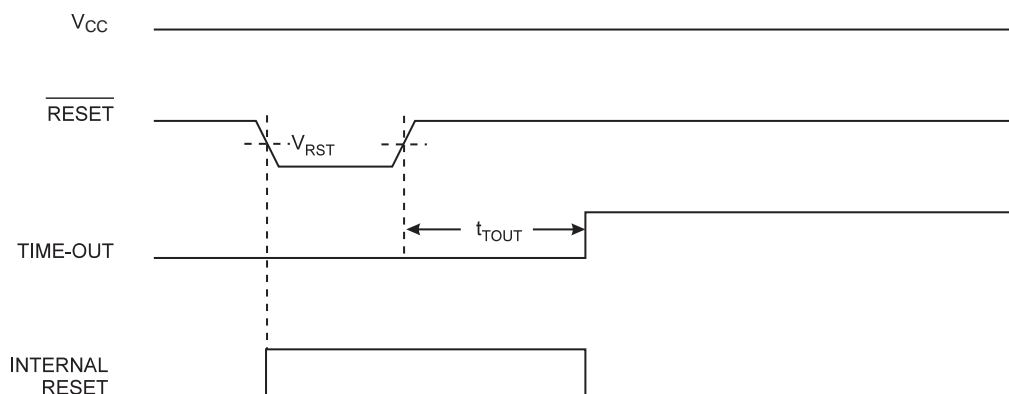 VCC
RESET
VRST
tTOUT
TIME-OUT
INTERNAL
RESET